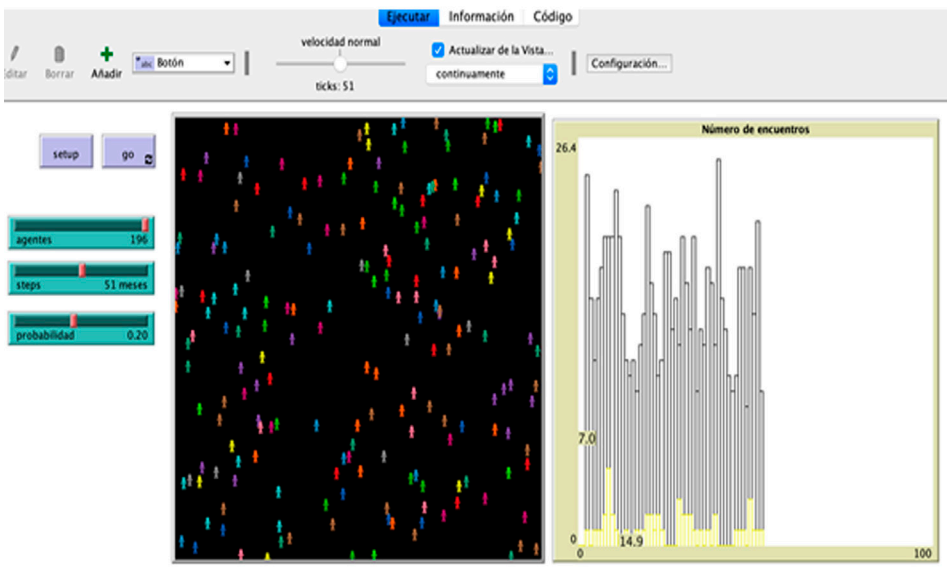 Ejecutar Información Código
Editar Borrar Añadir abc Botón
velocidad normal
ticks: 51
Actualizar de la Vista...
continuamente
Configuración...
setup go
agentes 196
steps 51 meses
probabilidad 0.20
Número de encuentros
26.4
7.0
14.9
0
0 100